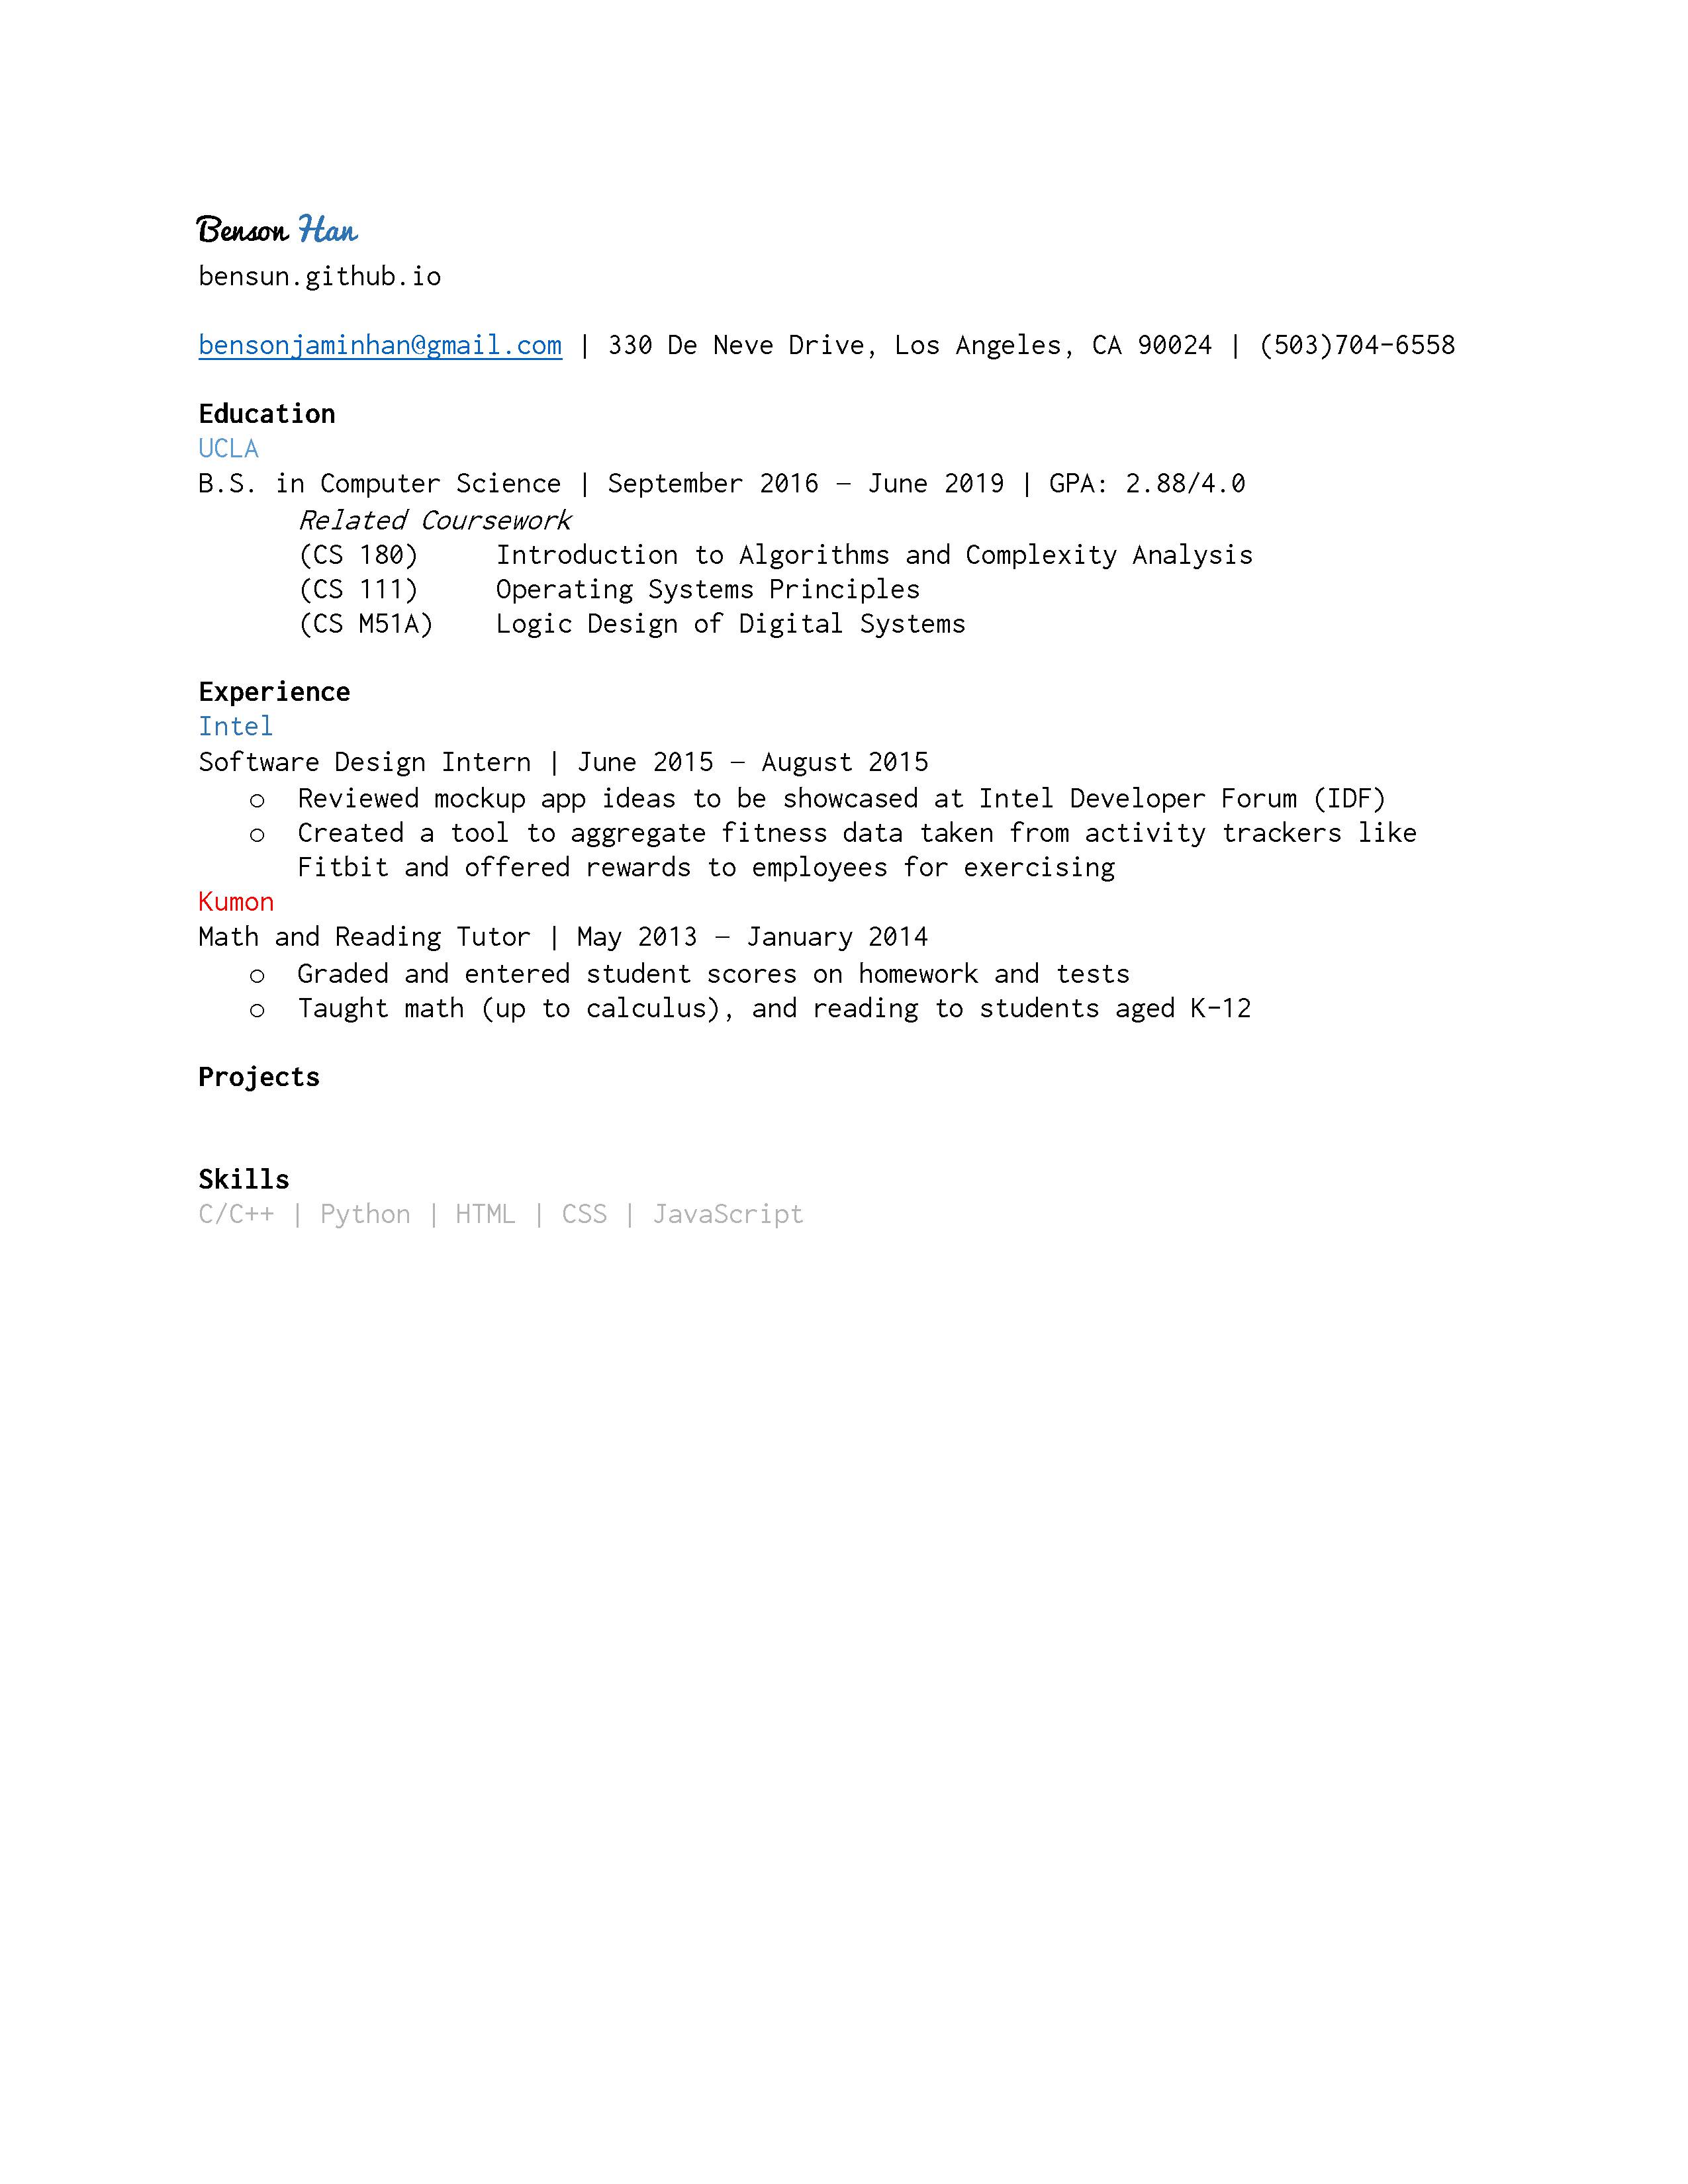 Benson Han
bensun.github.io
bensonjaminhan@gmail.com | 330 De Neve Drive, Los Angeles, CA 90024 | (503)704-6558
Education
UCLA
B.S. in Computer Science | September 2016 – June 2019 | GPA: 2.88/4.0
Related Coursework
(CS 180) Introduction to Algorithms and Complexity Analysis
(CS 111) Operating Systems Principles
(CS M51A) Logic Design of Digital Systems
Experience
Intel
Software Design Intern | June 2015 – August 2015
o Reviewed mockup app ideas to be showcased at Intel Developer Forum (IDF)
o Created a tool to aggregate fitness data taken from activity trackers like
Fitbit and offered rewards to employees for exercising
Kumon
Math and Reading Tutor | May 2013 – January 2014
o Graded and entered student scores on homework and tests
o Taught math (up to calculus), and reading to students aged K-12
Projects
Skills
C/C++ | Python | HTML | CSS | JavaScript